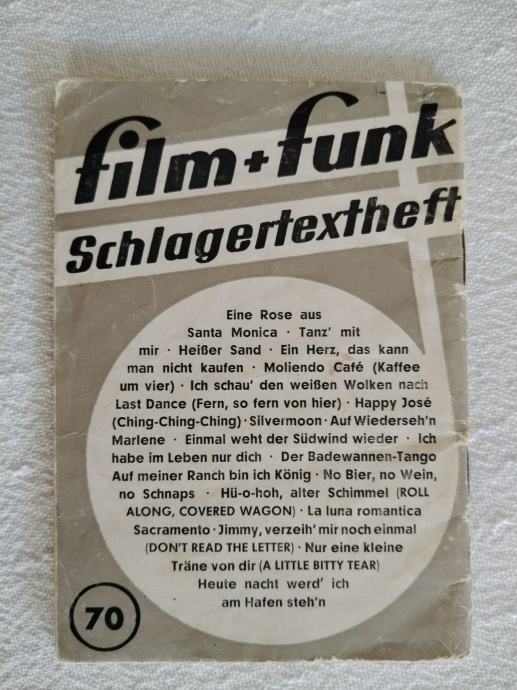 film + funk
Schlagertextheft
Eine Rose aus
Santa Monica · Tanz' mit
mir · Heißer Sand · Ein Herz, das kann
man nicht kaufen · Moliendo Café (Kaffee
um vier) · Ich schau' den weißen Wolken nach
Last Dance (Fern, so fern von hier) · Happy José
(Ching-Ching-Ching) · Silvermoon · Auf Wiederseh'n
Marlene · Einmal weht der Südwind wieder · Ich
habe im Leben nur dich · Der Badewannen-Tango
Auf meiner Ranch bin ich König · No Bier, no Wein,
no Schnaps · Hü-o-hoh, alter Schimmel (ROLL
ALONG, COVERED WAGON) · La luna romantica
Sacramento · Jimmy, verzeih' mir noch einmal
(DON'T READ THE LETTER) · Nur eine kleine
Träne von dir (A LITTLE BITTY TEAR)
Heute nacht werd' ich
am Hafen steh'n
70